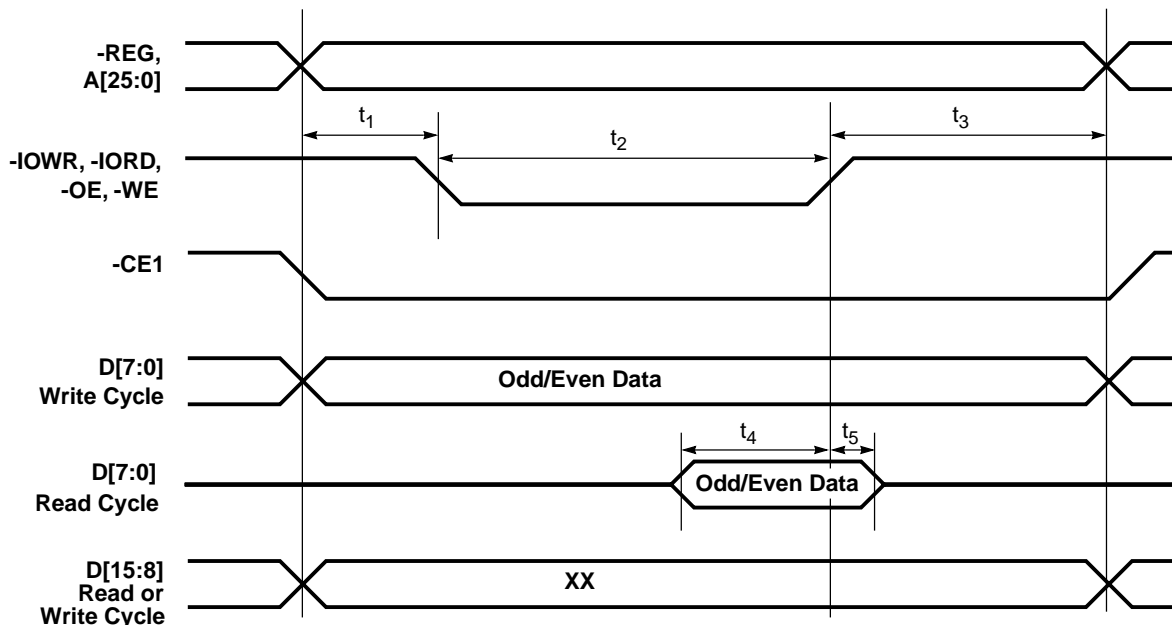 -REG,
A[25:0]
t1
t2
t3
-IOWR, -IORD,
-OE, -WE
-CE1
D[7:0]
Write Cycle
Odd/Even Data
t4
t5
D[7:0]
Read Cycle
Odd/Even Data
D[15:8]
Read or
Write Cycle
XX